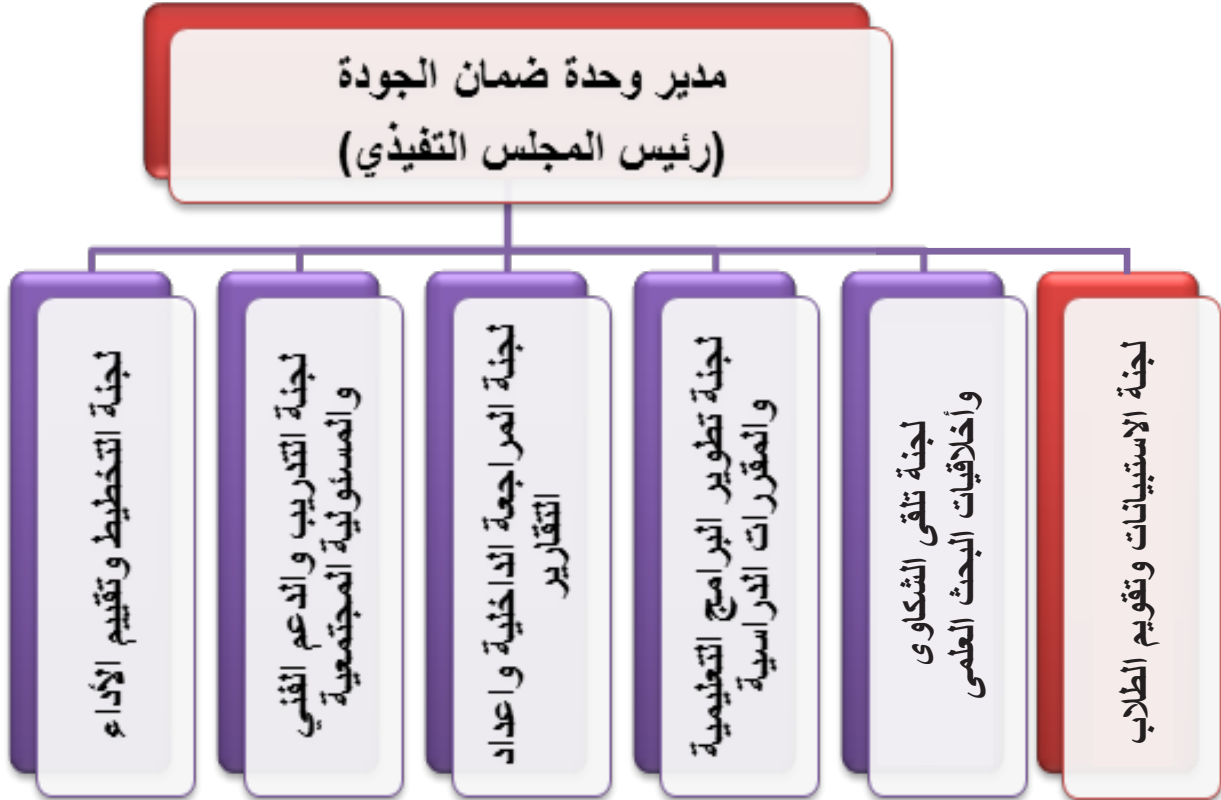 مدير وحدة ضمان الجودة
(رئيس المجلس التفيذي)
لجنة الاستبيانات وتقويم الطلاب
لجنة تلقى الشكاوى
وأخلاقيات البحث العلمى
لجنة تطوير البرامج التعليمية
والمقررات الدراسية
لجنة المراجعة الداخلية واعداد
التقارير
لجنة التدريب والدعم الفني
والمسئولية المجتمعية
لجنة التخطيط وتقييم الأداء